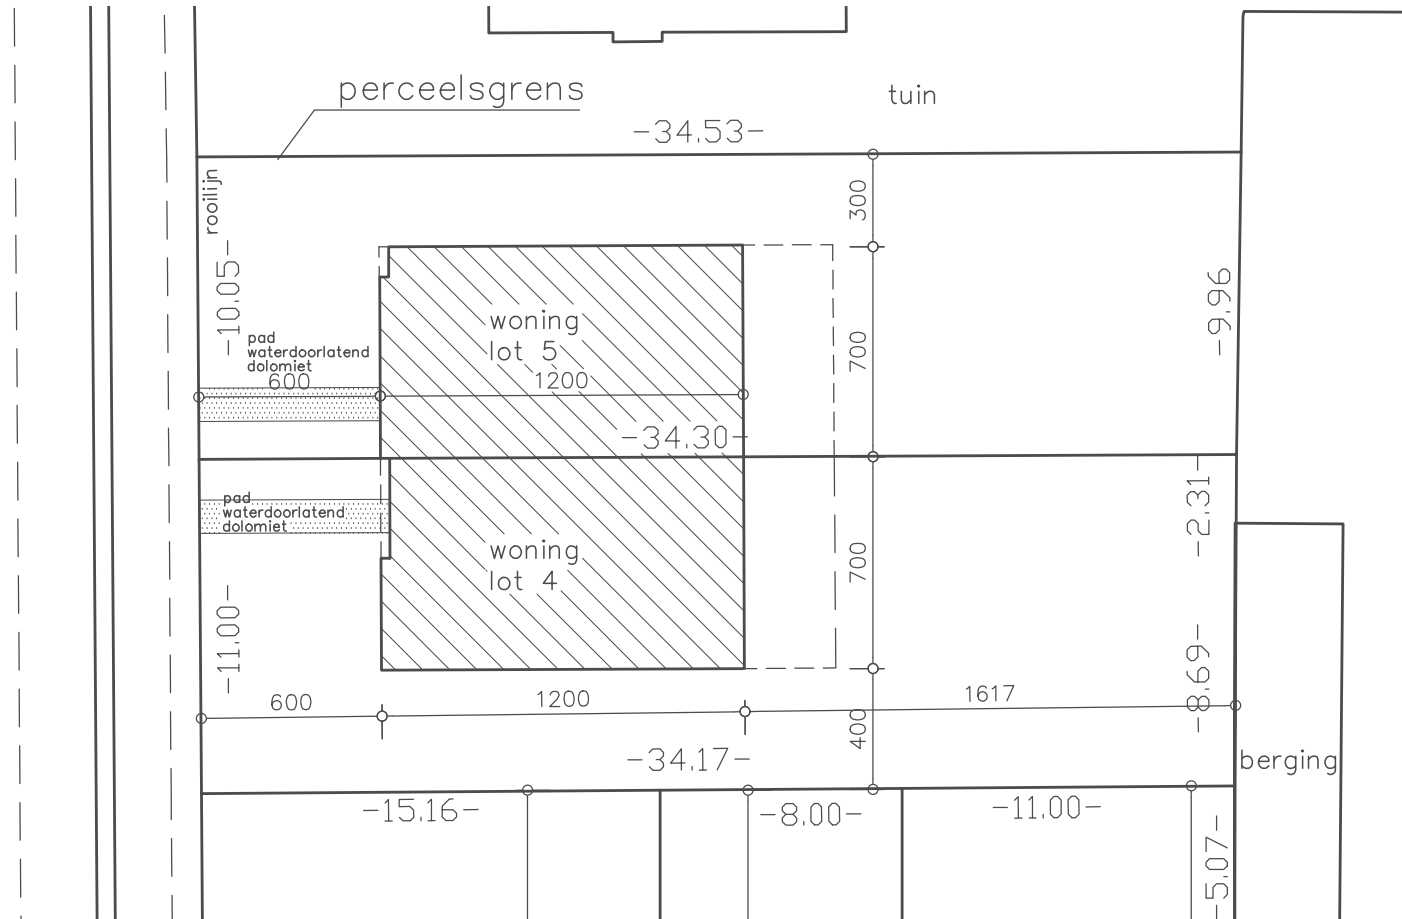 perceelsgrens
tuin
-34.53-
rooilijn
300
-10.05-
-9.96
woning
lot 5
pad
waterdoorlatend
dolomiet
600
1200
700
-34.30-
-2.31-
pad
waterdoorlatend
dolomiet
woning
lot 4
700
-11.00-
-8.69-
600
1200
1617
400
-34.17-
berging
-15.16-
-8.00-
-11.00-
-5.07-